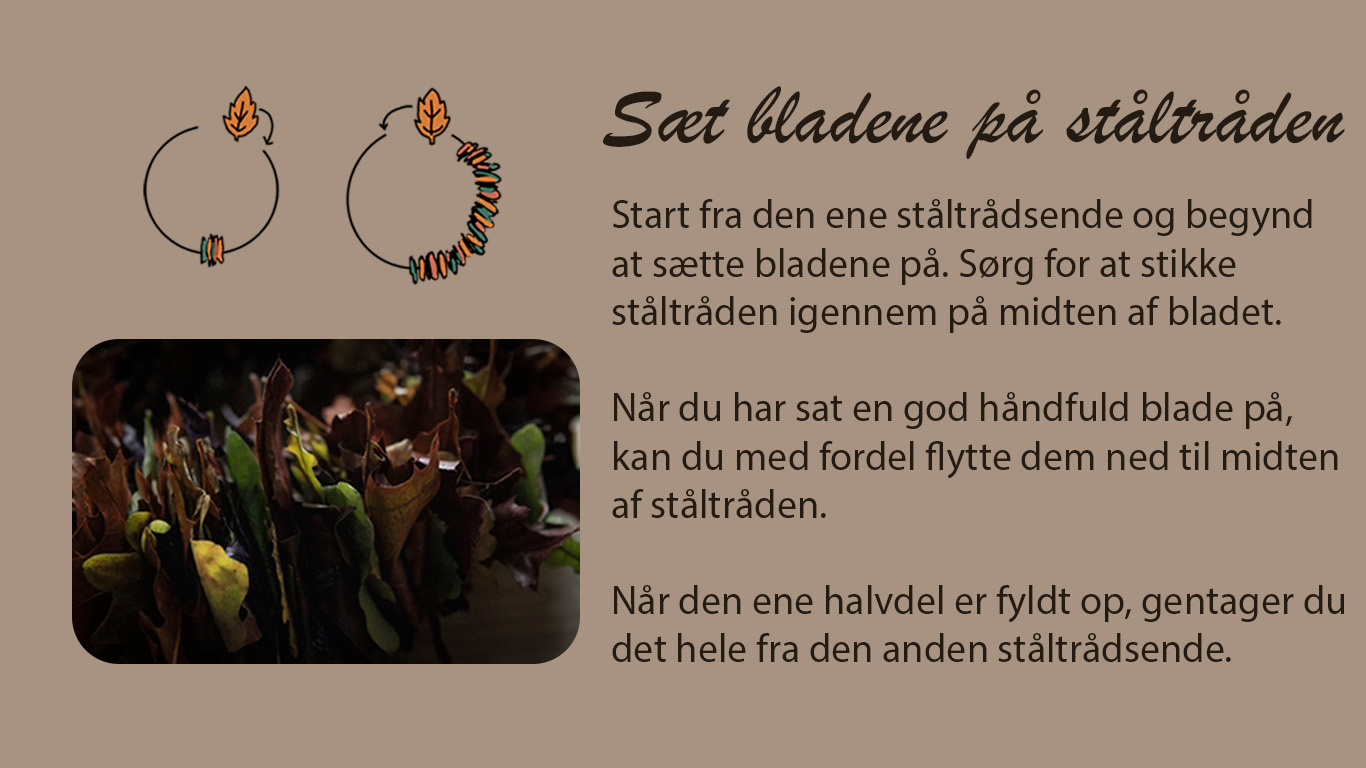 Sæt bladene på ståltråden
Start fra den ene ståltrådsende og begynd
at sætte bladene på. Sørg for at stikke
ståltråden igennem på midten af bladet.
Når du har sat en god håndfuld blade på,
kan du med fordel flytte dem ned til midten
af ståltråden.
Når den ene halvdel er fyldt op, gentager du
det hele fra den anden ståltrådsende.